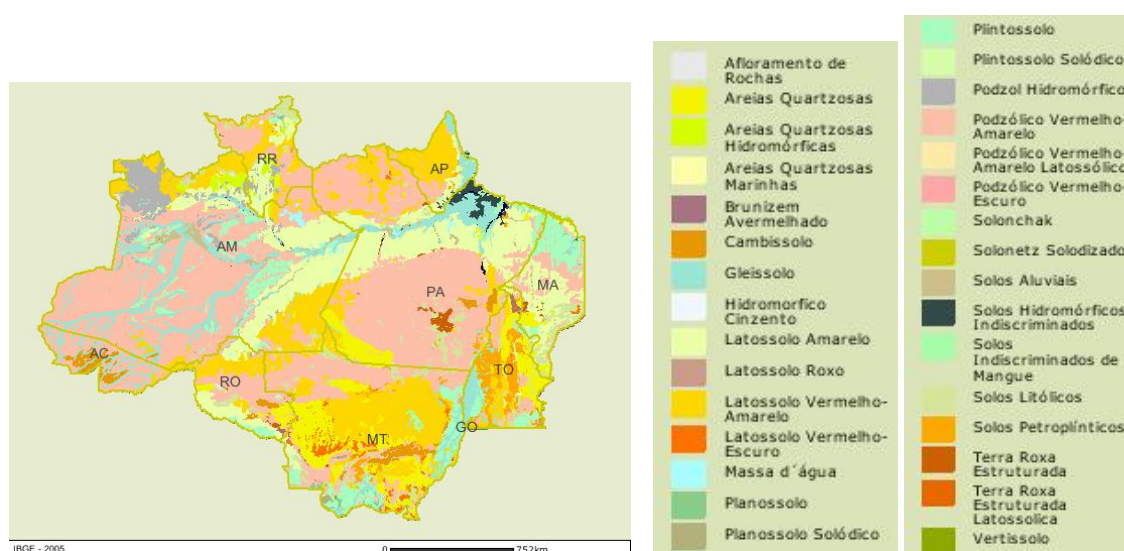 RR
AP
AM
PA
MA
AC
RO
TO
MT
GO
IBGE - 2005
0 752km
Afloramento de
Rochas
Areias Quartzosas
Areias Quartzosas
Hidromórficas
Areias Quartzosas
Marinhas
Brunizem
Avermelhado
Cambissolo
Gleissolo
Hidromorfico
Cinzento
Latossolo Amarelo
Latossolo Roxo
Latossolo Vermelho-
Amarelo
Latossolo Vermelho-
Escuro
Massa d´água
Planossolo
Planossolo Solódico
Plintossolo
Plintossolo Solódico
Podzol Hidromórfico
Podzólico Vermelho-
Amarelo
Podzólico Vermelho-
Amarelo Latossólico
Podzólico Vermelho-
Escuro
Solonchak
Solonetz Solodizado
Solos Aluviais
Solos Hidromórficos
Indiscriminados
Solos
Indiscriminados de
Mangue
Solos Litólicos
Solos Petroplínticos
Terra Roxa
Estruturada
Terra Roxa
Estruturada
Latossolica
Vertissolo